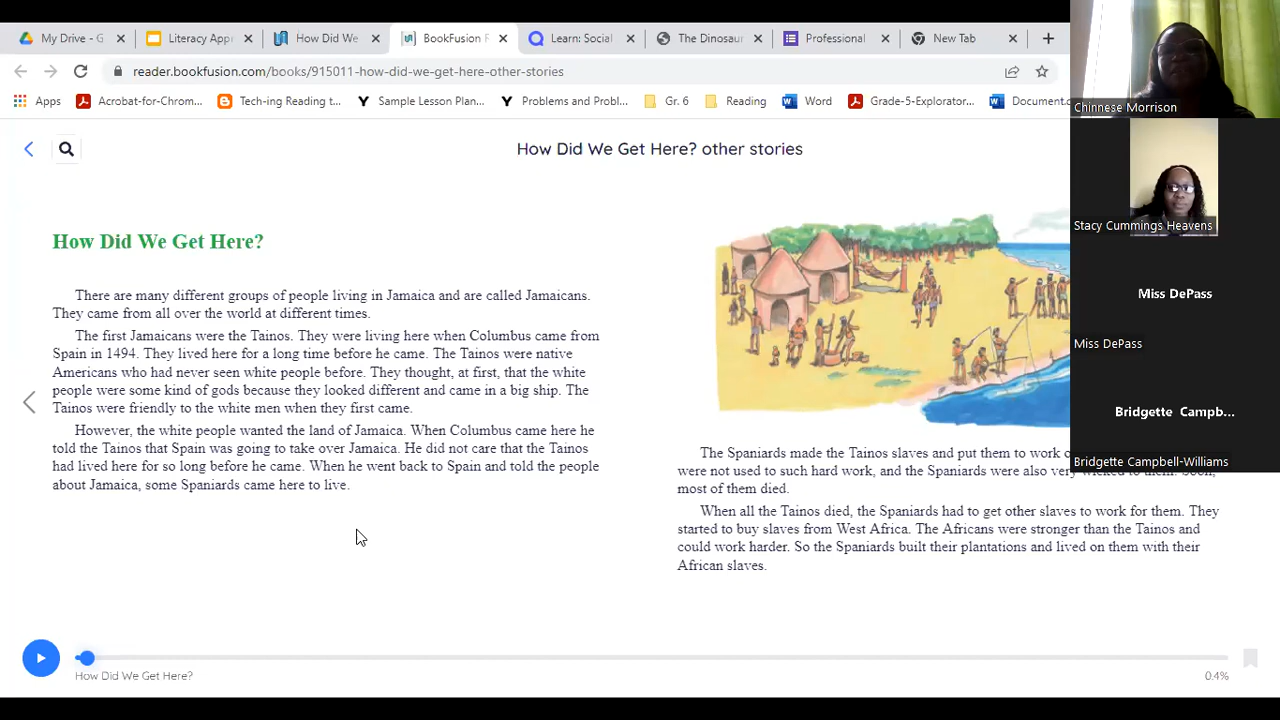 My Drive - G
Literacy Appr
How Did We
BookFusion R
Learn: Social
The Dinosaur
Professional
New Tab
reader.bookfusion.com/books/915011-how-did-we-get-here-other-stories
Apps
Acrobat-for-Chrom...
Tech-ing Reading t...
Sample Lesson Plan...
Problems and Probl...
Gr. 6
Reading
Word
Grade-5-Explorator...
Document.
Chinnese Morrison
How Did We Get Here? other stories
Stacy Cummings Heavens
Miss DePass
Miss DePass
Bridgette Campb...
Bridgette Campbell-Williams
How Did We Get Here?
There are many different groups of people living in Jamaica and are called Jamaicans.
They came from all over the world at different times.
The first Jamaicans were the Tainos. They were living here when Columbus came from
Spain in 1494. They lived here for a long time before he came. The Tainos were native
Americans who had never seen white people before. They thought, at first, that the white
people were some kind of gods because they looked different and came in a big ship. The
Tainos were friendly to the white men when they first came.
However, the white people wanted the land of Jamaica. When Columbus came here he
told the Tainos that Spain was going to take over Jamaica. He did not care that the Tainos
had lived here for so long before he came. When he went back to Spain and told the people
about Jamaica, some Spaniards came here to live.
The Spaniards made the Tainos slaves and put them to work
were not used to such hard work, and the Spaniards were also very wicked to them. Soon,
most of them died.
When all the Tainos died, the Spaniards had to get other slaves to work for them. They
started to buy slaves from West Africa. The Africans were stronger than the Tainos and
could work harder. So the Spaniards built their plantations and lived on them with their
African slaves.
How Did We Get Here?
0.4%